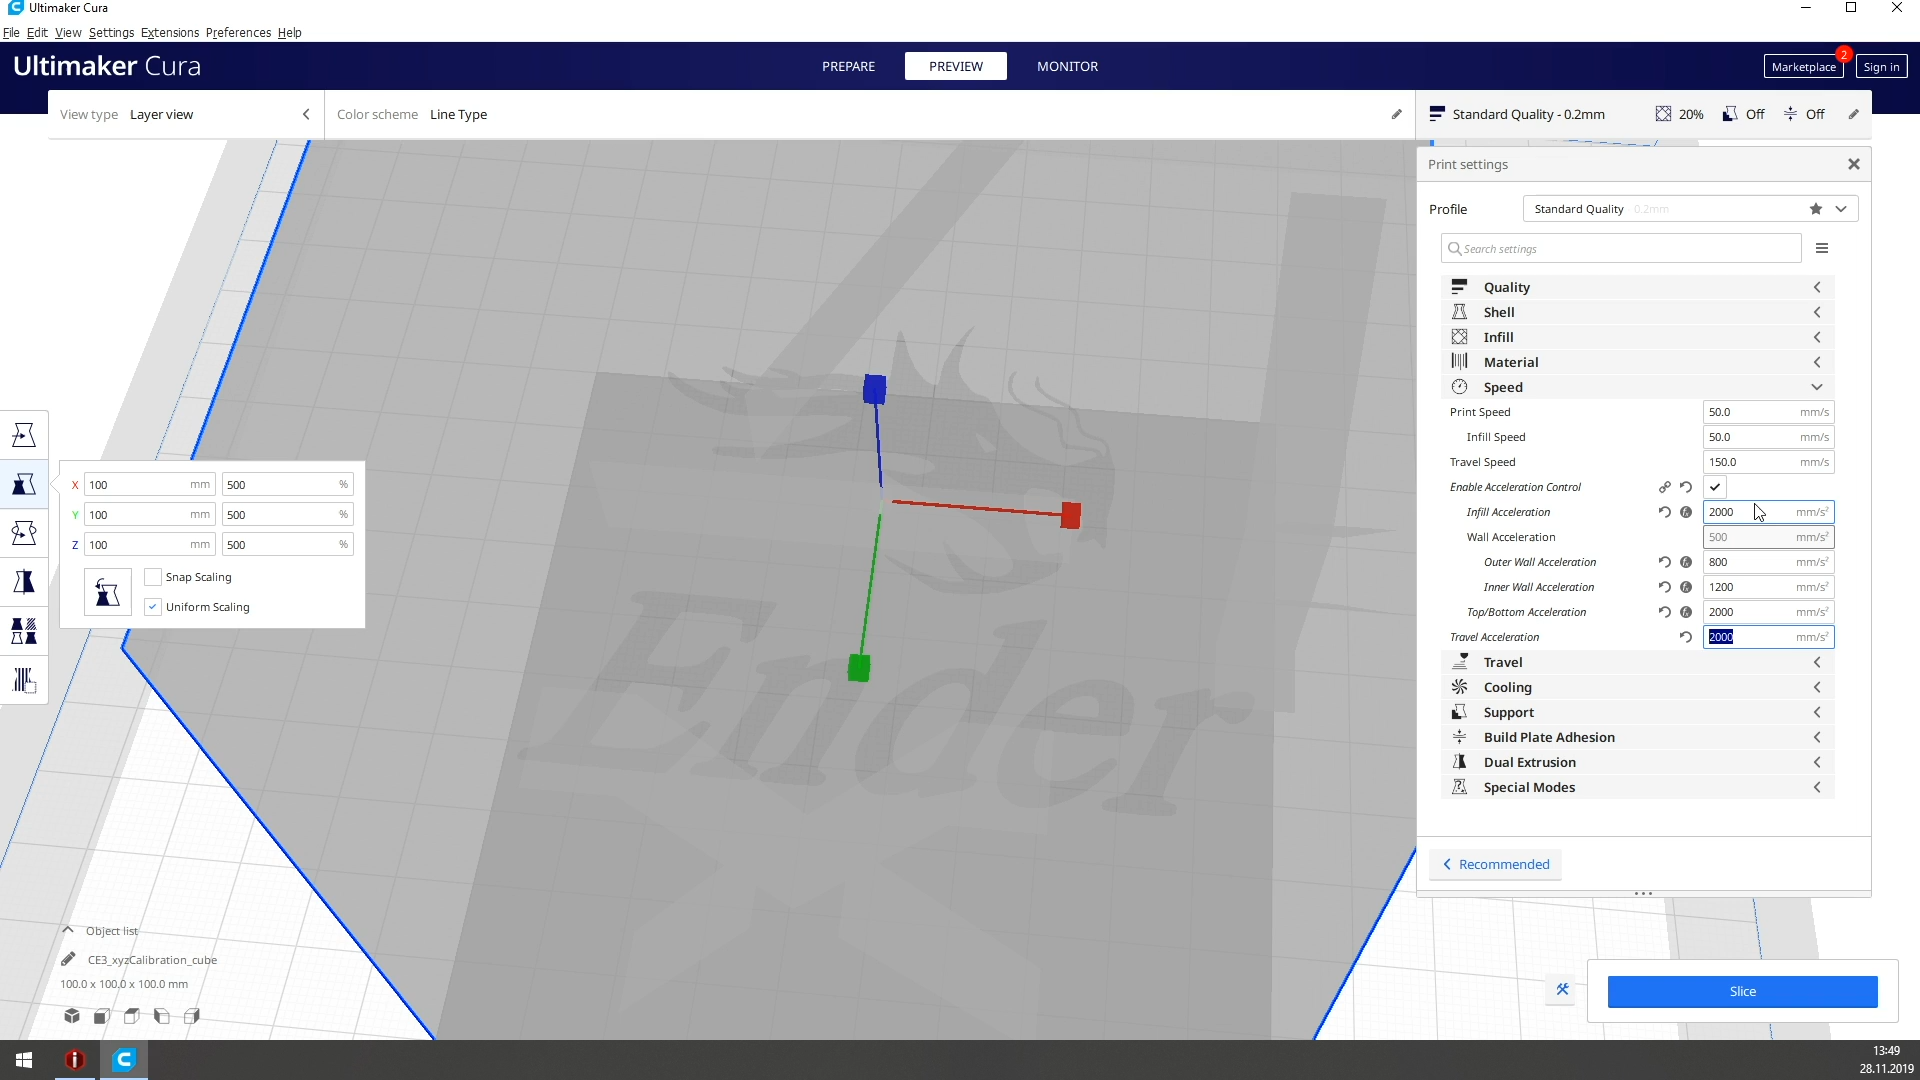 Ultimaker Cura
File Edit View Settings Extensions Preferences Help
Ultimaker Cura
PREPARE PREVIEW MONITOR
Marketplace 2 Sign in
View type Layer view
Color scheme Line Type
Standard Quality - 0.2mm 20% Off Off
Print settings
Profile Standard Quality 0.2mm
Search settings
Quality
Shell
Infill
Material
Speed
Print Speed 50.0 mm/s
Infill Speed 50.0 mm/s
Travel Speed 150.0 mm/s
Enable Acceleration Control
Infill Acceleration 2000 mm/s²
Wall Acceleration 500 mm/s²
Outer Wall Acceleration 800 mm/s²
Inner Wall Acceleration 1200 mm/s²
Top/Bottom Acceleration 2000 mm/s²
Travel Acceleration 2000 mm/s²
Travel
Cooling
Support
Build Plate Adhesion
Dual Extrusion
Special Modes
Recommended
X 100 mm 500 %
Y 100 mm 500 %
Z 100 mm 500 %
Snap Scaling
Uniform Scaling
Ender
Object list
CE3_xyzCalibration_cube
100.0 x 100.0 x 100.0 mm
Slice
13:49
28.11.2019